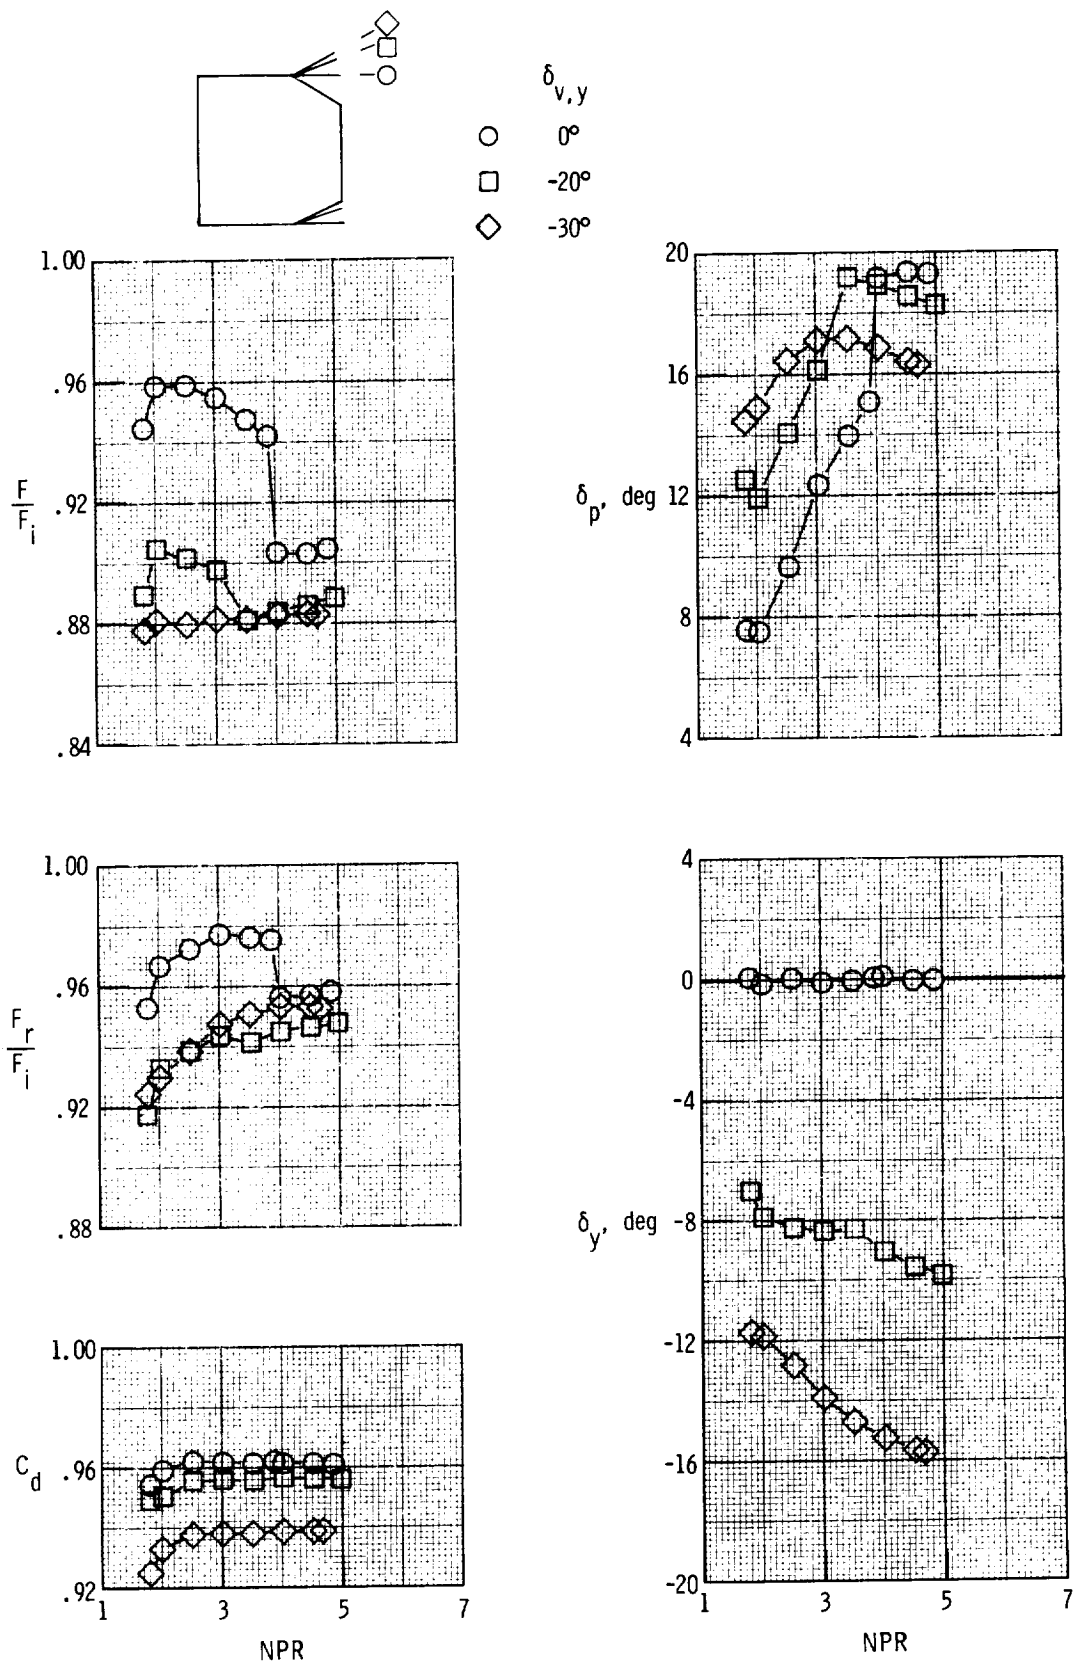 δv,y
0°
-20°
-30°
1.00
.96
.92
.88
.84
F
Fi
20
16
12
8
4
δp, deg
1.00
.96
.92
.88
Fr
Fi
4
0
-4
-8
-12
-16
-20
δy, deg
1.00
.96
.92
Cd
1 3 5 7
NPR
1 3 5 7
NPR